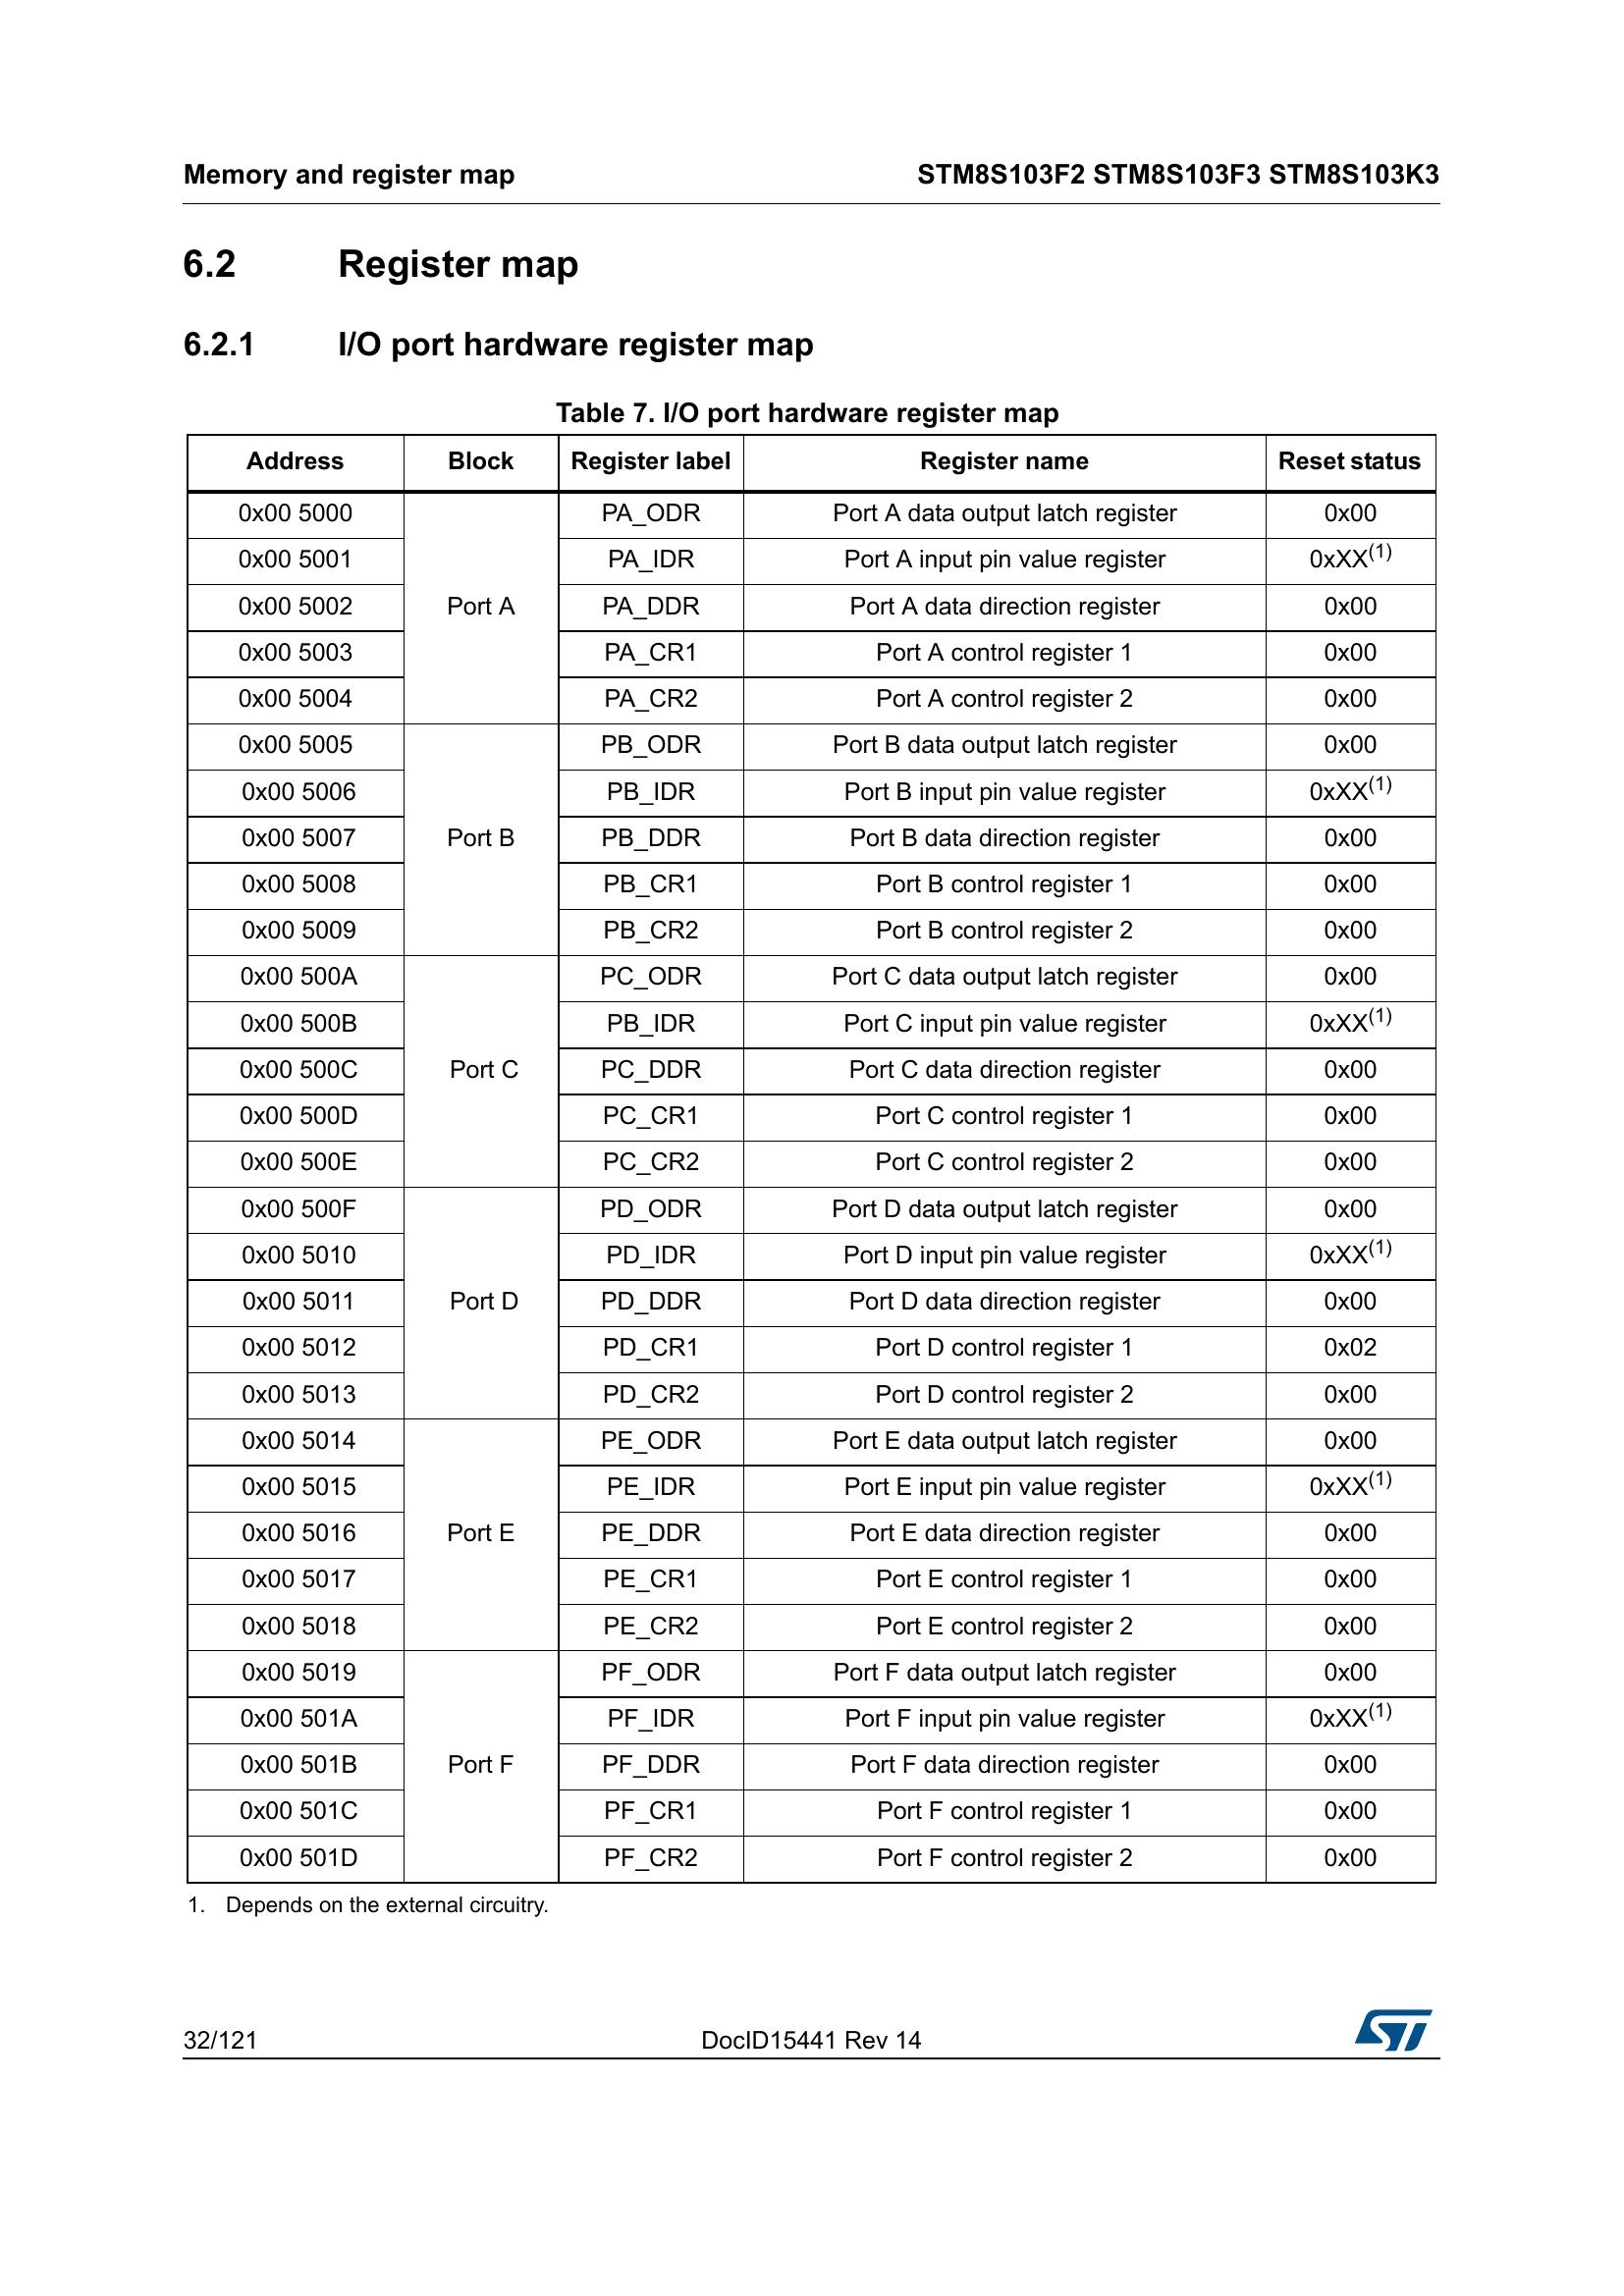 Memory and register map STM8S103F2 STM8S103F3 STM8S103K3
6.2 Register map
6.2.1 I/O port hardware register map
Table 7. I/O port hardware register map
Address Block Register label Register name Reset status
0x00 5000 PA_ODR Port A data output latch register 0x00
0x00 5001 PA_IDR Port A input pin value register 0xXX(1)
0x00 5002 Port A PA_DDR Port A data direction register 0x00
0x00 5003 PA_CR1 Port A control register 1 0x00
0x00 5004 PA_CR2 Port A control register 2 0x00
0x00 5005 PB_ODR Port B data output latch register 0x00
0x00 5006 PB_IDR Port B input pin value register 0xXX(1)
0x00 5007 Port B PB_DDR Port B data direction register 0x00
0x00 5008 PB_CR1 Port B control register 1 0x00
0x00 5009 PB_CR2 Port B control register 2 0x00
0x00 500A PC_ODR Port C data output latch register 0x00
0x00 500B PB_IDR Port C input pin value register 0xXX(1)
0x00 500C Port C PC_DDR Port C data direction register 0x00
0x00 500D PC_CR1 Port C control register 1 0x00
0x00 500E PC_CR2 Port C control register 2 0x00
0x00 500F PD_ODR Port D data output latch register 0x00
0x00 5010 PD_IDR Port D input pin value register 0xXX(1)
0x00 5011 Port D PD_DDR Port D data direction register 0x00
0x00 5012 PD_CR1 Port D control register 1 0x02
0x00 5013 PD_CR2 Port D control register 2 0x00
0x00 5014 PE_ODR Port E data output latch register 0x00
0x00 5015 PE_IDR Port E input pin value register 0xXX(1)
0x00 5016 Port E PE_DDR Port E data direction register 0x00
0x00 5017 PE_CR1 Port E control register 1 0x00
0x00 5018 PE_CR2 Port E control register 2 0x00
0x00 5019 PF_ODR Port F data output latch register 0x00
0x00 501A PF_IDR Port F input pin value register 0xXX(1)
0x00 501B Port F PF_DDR Port F data direction register 0x00
0x00 501C PF_CR1 Port F control register 1 0x00
0x00 501D PF_CR2 Port F control register 2 0x00
1. Depends on the external circuitry.
32/121 DocID15441 Rev 14 ST